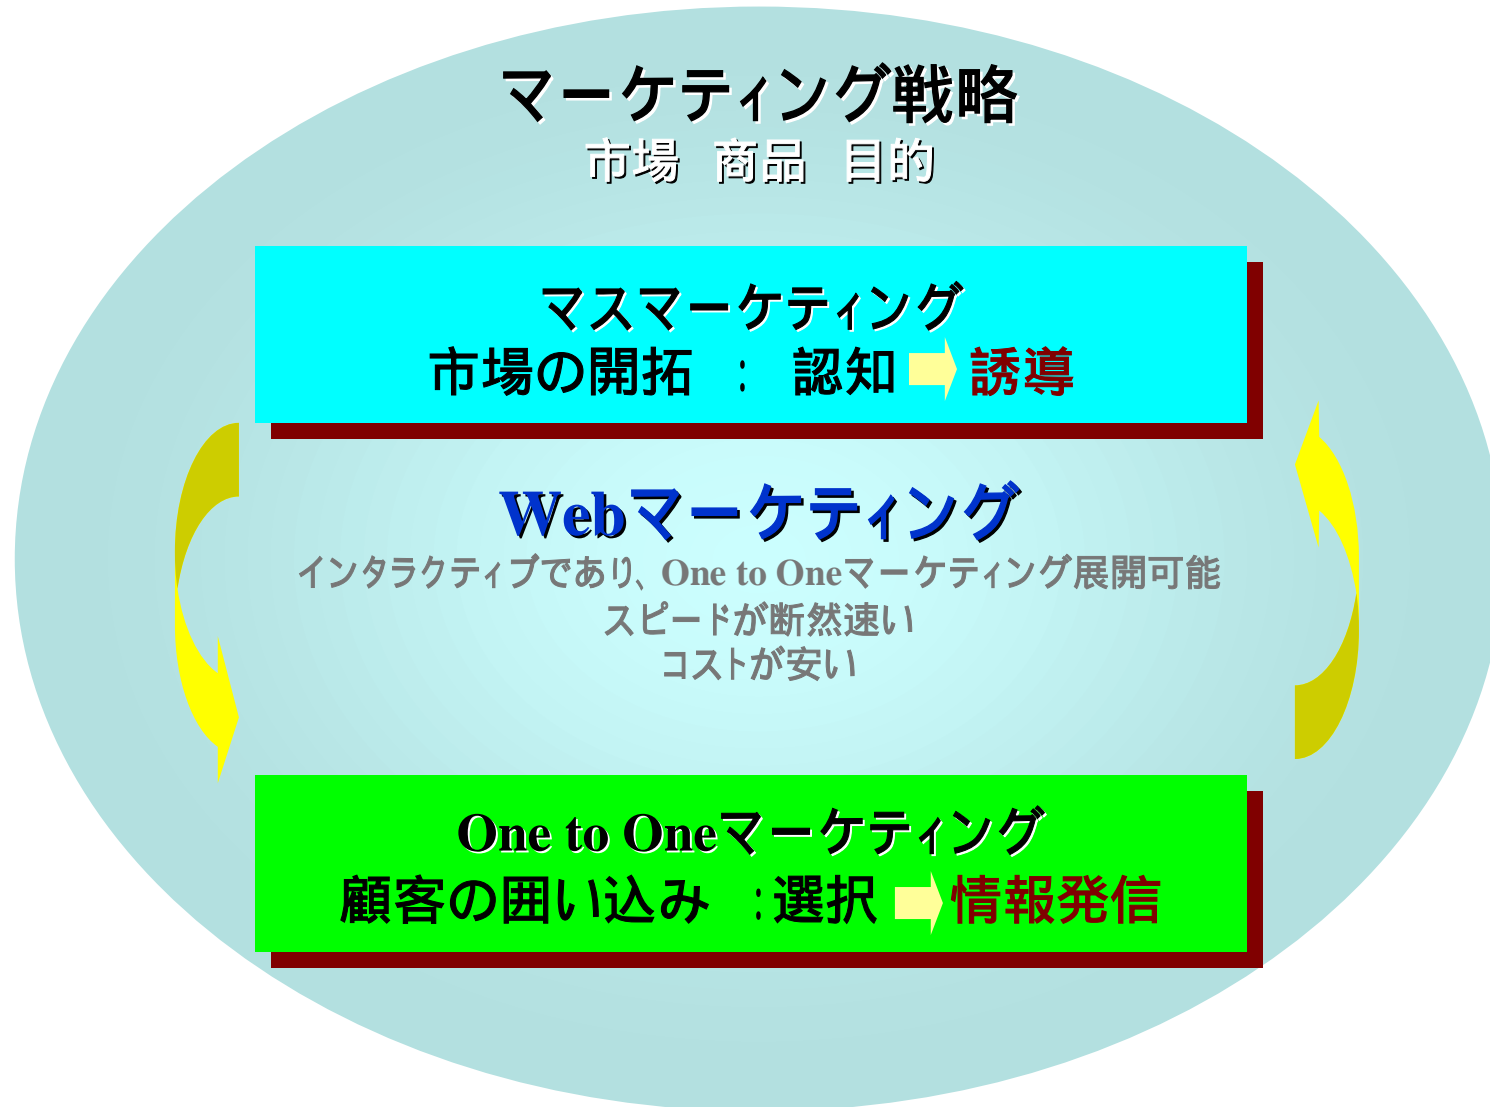 マーケティング戦略
市場　商品　目的
マスマーケティング
市場の開拓　：　認知　誘導
Webマーケティング
インタラクティブであり、One to Oneマーケティング展開可能
スピードが断然速い
コストが安い
One to Oneマーケティング
顧客の囲い込み　：選択　情報発信